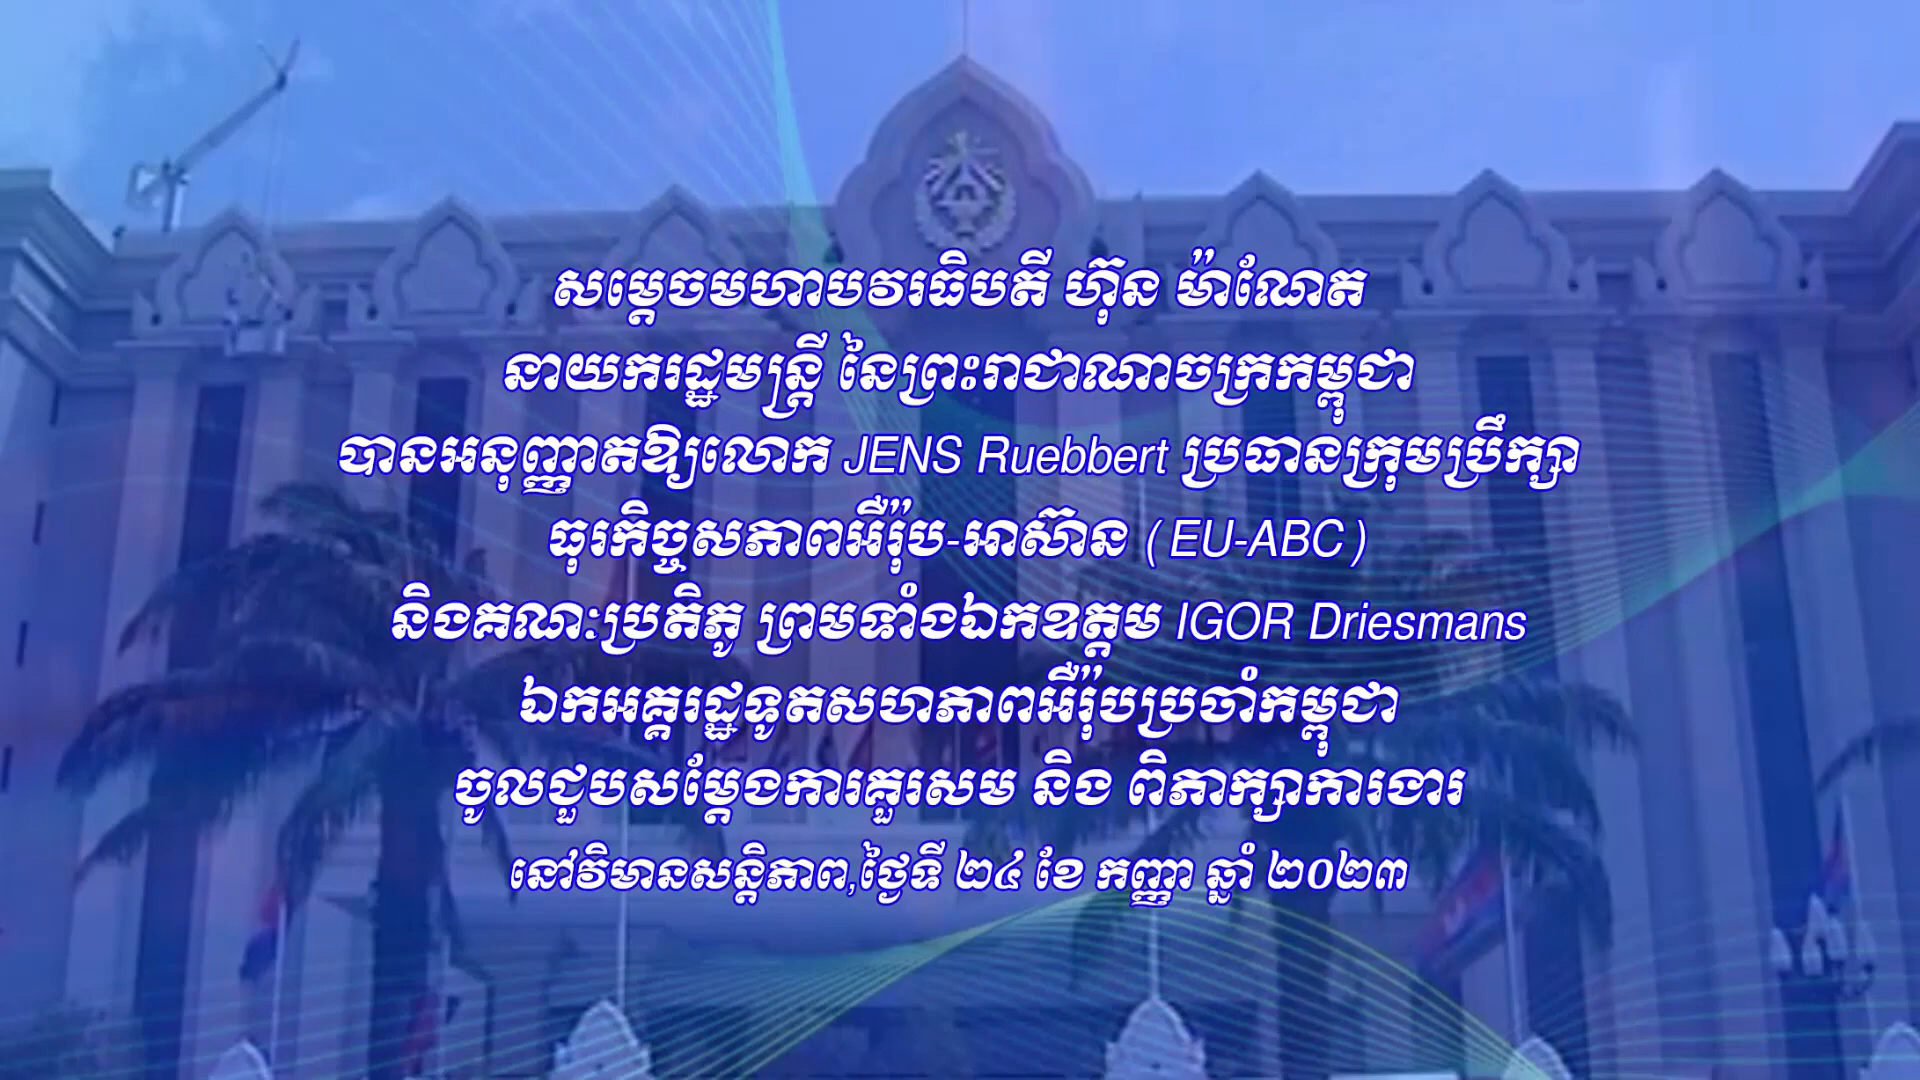 សម្តេចមហាបវរធិបតី ហ៊ុន ម៉ាណែត
នាយករដ្ឋមន្ត្រី នៃព្រះរាជាណាចក្រកម្ពុជា
បានអនុញ្ញាតឱ្យលោក JENS Ruebbert ប្រធានក្រុមប្រឹក្សា
ធុរកិច្ចសភាពអឺរ៉ុប-អាស៊ាន (EU-ABC)
និងគណៈប្រតិភូ ព្រមទាំងឯកឧត្តម IGOR Driesmans
ឯកអគ្គរដ្ឋទូតសហភាពអឺរ៉ុបប្រចាំកម្ពុជា
ចូលជួបសម្តែងការគួរសម និង ពិភាក្សាការងារ
នៅវិមានសន្តិភាព,ថ្ងៃទី ២៤ ខែ កញ្ញា ឆ្នាំ ២០២៣